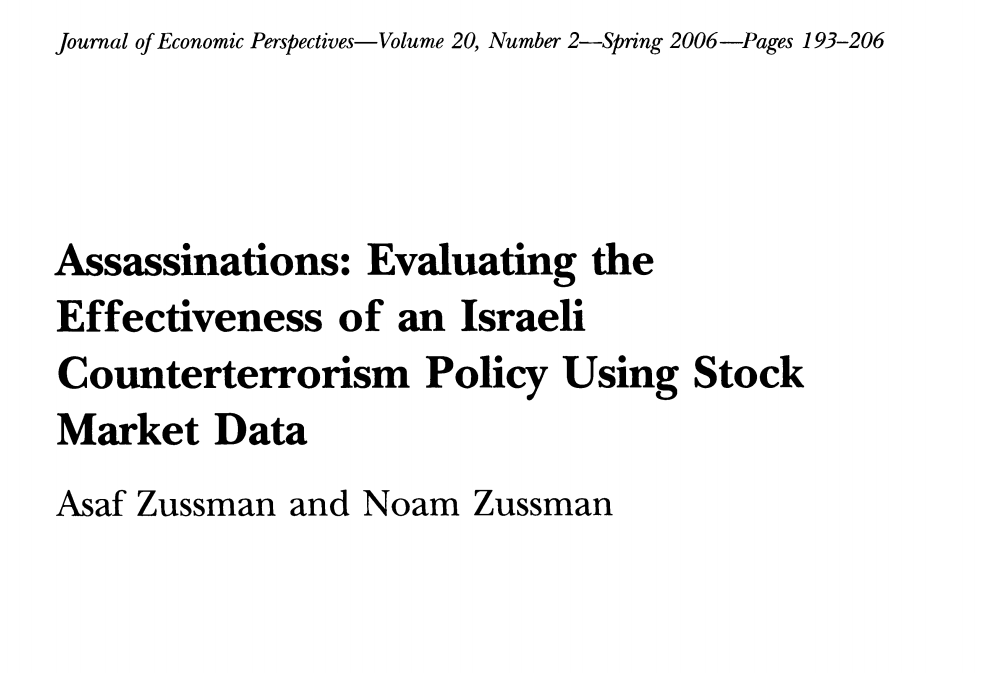 Journal of Economic Perspectives—Volume 20, Number 2—Spring 2006—Pages 193–206
Assassinations: Evaluating the
Effectiveness of an Israeli
Counterterrorism Policy Using Stock
Market Data
Asaf Zussman and Noam Zussman